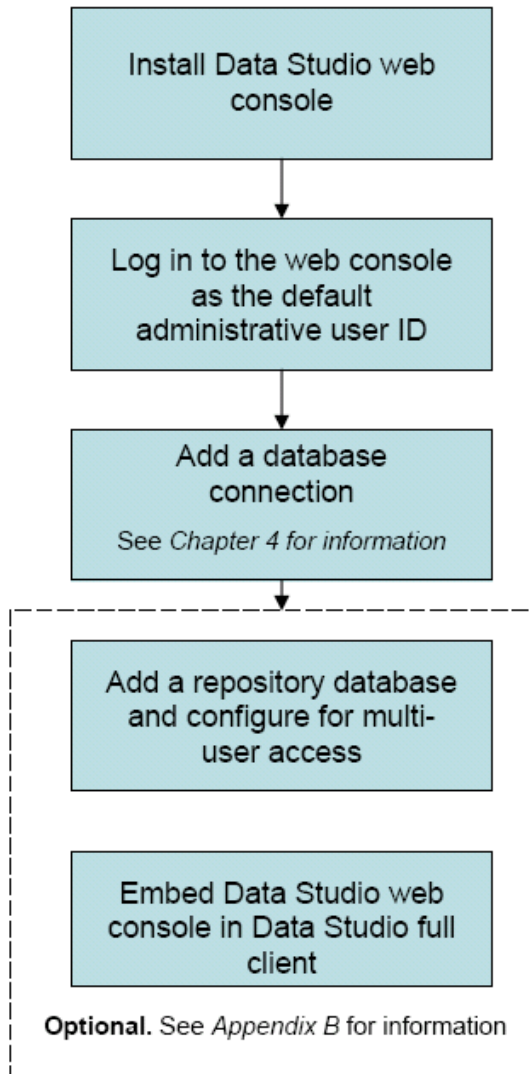 Install Data Studio web
console
Log in to the web console
as the default
administrative user ID
Add a database
connection
See Chapter 4 for information
Add a repository database
and configure for multi-
user access
Embed Data Studio web
console in Data Studio full
client
Optional. See Appendix B for information